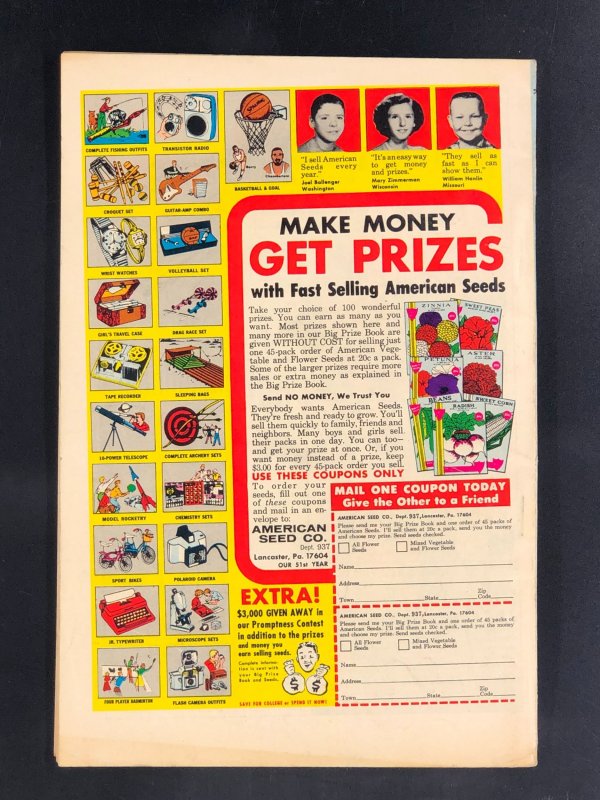 COMPLETE FISHING OUTFITS
TRANSISTOR RADIO
SPALDING
BASKETBALL & GOAL
CROQUET SET
GUITAR-AMP COMBO
WRIST WATCHES
VOLLEYBALL SET
GIRL'S TRAVEL CASE
DRAG RACE SET
TAPE RECORDER
SLEEPING BAGS
10-POWER TELESCOPE
COMPLETE ARCHERY SETS
MODEL ROCKETRY
CHEMISTRY SETS
SPORT BIKES
POLAROID CAMERA
JR. TYPEWRITER
MICROSCOPE SETS
FOUR PLAYER BADMINTON
FLASH CAMERA OUTFITS
"I sell American
Seeds every
year."
Joel Ballenger
Washington
"It's an easy way
to get money
and prizes."
Mary Zimmerman
Wisconsin
"They sell as
fast as I can
show them."
William Hanlin
Missouri
MAKE MONEY
GET PRIZES
with Fast Selling American Seeds
Take your choice of 100 wonderful
prizes. You can earn as many as you
want. Most prizes shown here and
many more in our Big Prize Book are
given WITHOUT COST for selling just
one 45-pack order of American Vege-
table and Flower Seeds at 20c a pack.
Some of the larger prizes require more
sales or extra money as explained in
the Big Prize Book.
Send NO MONEY, We Trust You
Everybody wants American Seeds.
They're fresh and ready to grow. You'll
sell them quickly to family, friends and
neighbors. Many boys and girls sell
their packs in one day. You can too—
and get your prize at once. Or, if you
want money instead of a prize, keep
$3.00 for every 45-pack order you sell.
USE THESE COUPONS ONLY
To order your
seeds, fill out one
of these coupons
and mail in an en-
velope to:
AMERICAN
SEED CO.
Dept. 937
Lancaster, Pa. 17604
OUR 51st YEAR
ZINNIA
SWEET PEAS
PETUNIA
ASTER
BEANS
RADISH
SWEET CORN
MAIL ONE COUPON TODAY
Give the Other to a Friend
AMERICAN SEED CO., Dept. 937, Lancaster, Pa. 17604
Please send me your Big Prize Book and one order of 45 packs of
American Seeds. I'll sell them at 20c a pack, send you the money
and choose my prize. Send seeds checked.
All Flower
Seeds
Mixed Vegetable
and Flower Seeds
Name
Address
Town State Zip Code
AMERICAN SEED CO., Dept. 937, Lancaster, Pa. 17604
Please send me your Big Prize Book and one order of 45 packs of
American Seeds. I'll sell them at 20c a pack, send you the money
and choose my prize. Send seeds checked.
All Flower
Seeds
Mixed Vegetable
and Flower Seeds
Name
Address
Town State Zip Code
EXTRA!
$3,000 GIVEN AWAY in
our Promptness Contest
in addition to the prizes
and money you
earn selling seeds.
Complete informa-
tion is sent with
your Big Prize
Book and Seeds.
$ $
SAVE FOR COLLEGE or SPEND IT NOW!